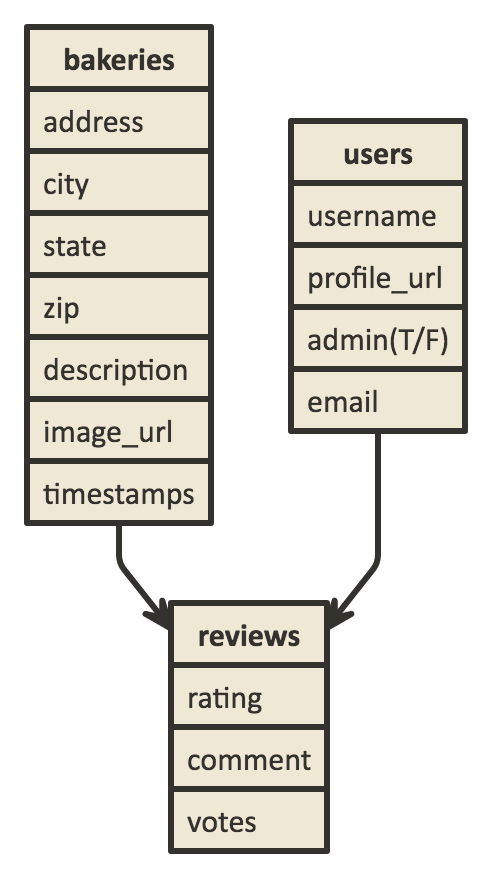 bakeries
address
city
state
zip
description
image_url
timestamps
users
username
profile_url
admin(T/F)
email
reviews
rating
comment
votes